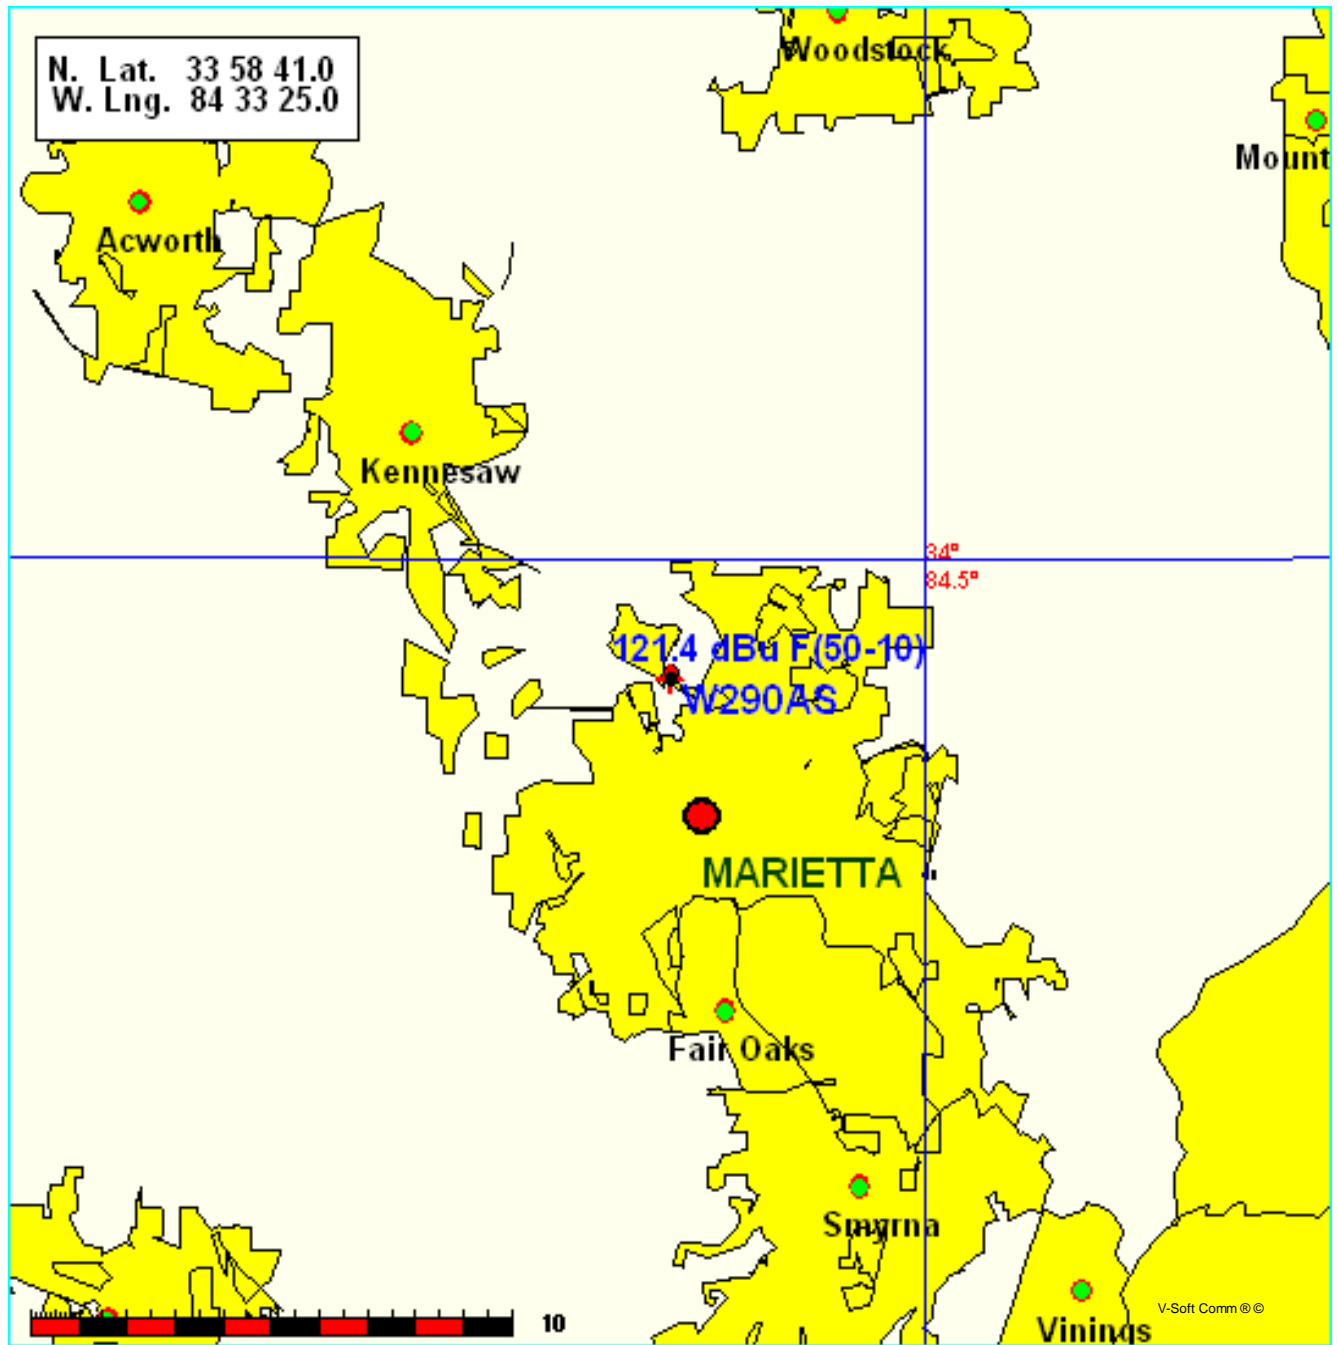 Woodstock
N. Lat. 33 58 41.0
W. Lng. 84 33 25.0
Mount
Acworth
Kennesaw
34°
84.5°
121.4 dBu F(50-10)
W290AS
MARIETTA
Fair Oaks
Smyrna
V-Soft Comm ® ©
10
Vinings